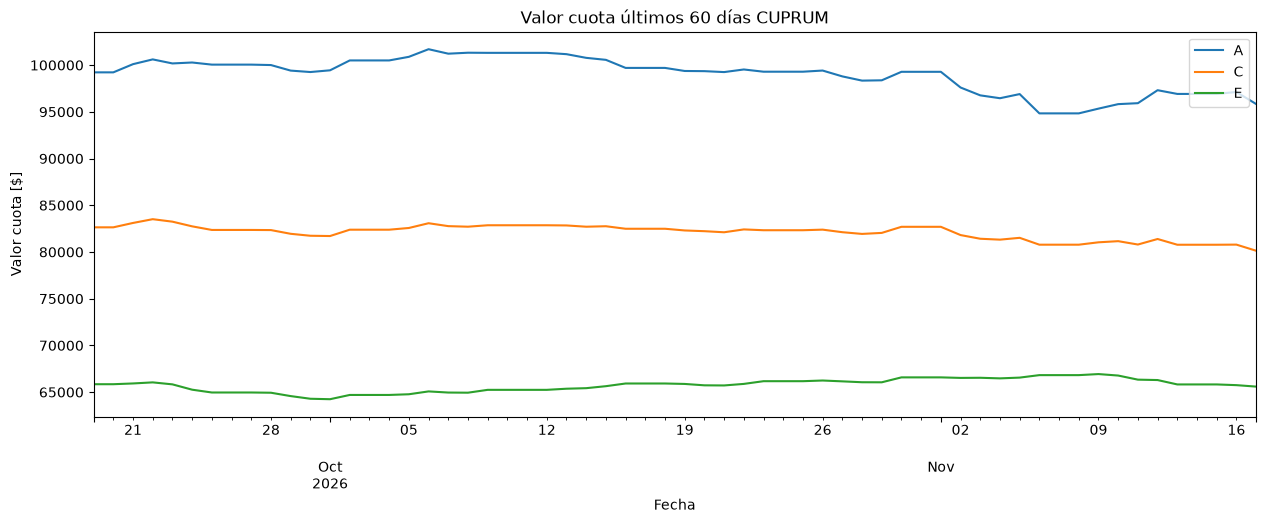 Valor cuota últimos 60 días CUPRUM
A
C
E
Valor cuota [$]
100000
95000
90000
85000
80000
75000
70000
65000
21 28 05 12 19 26 02 09 16
Oct Nov
2026
Fecha